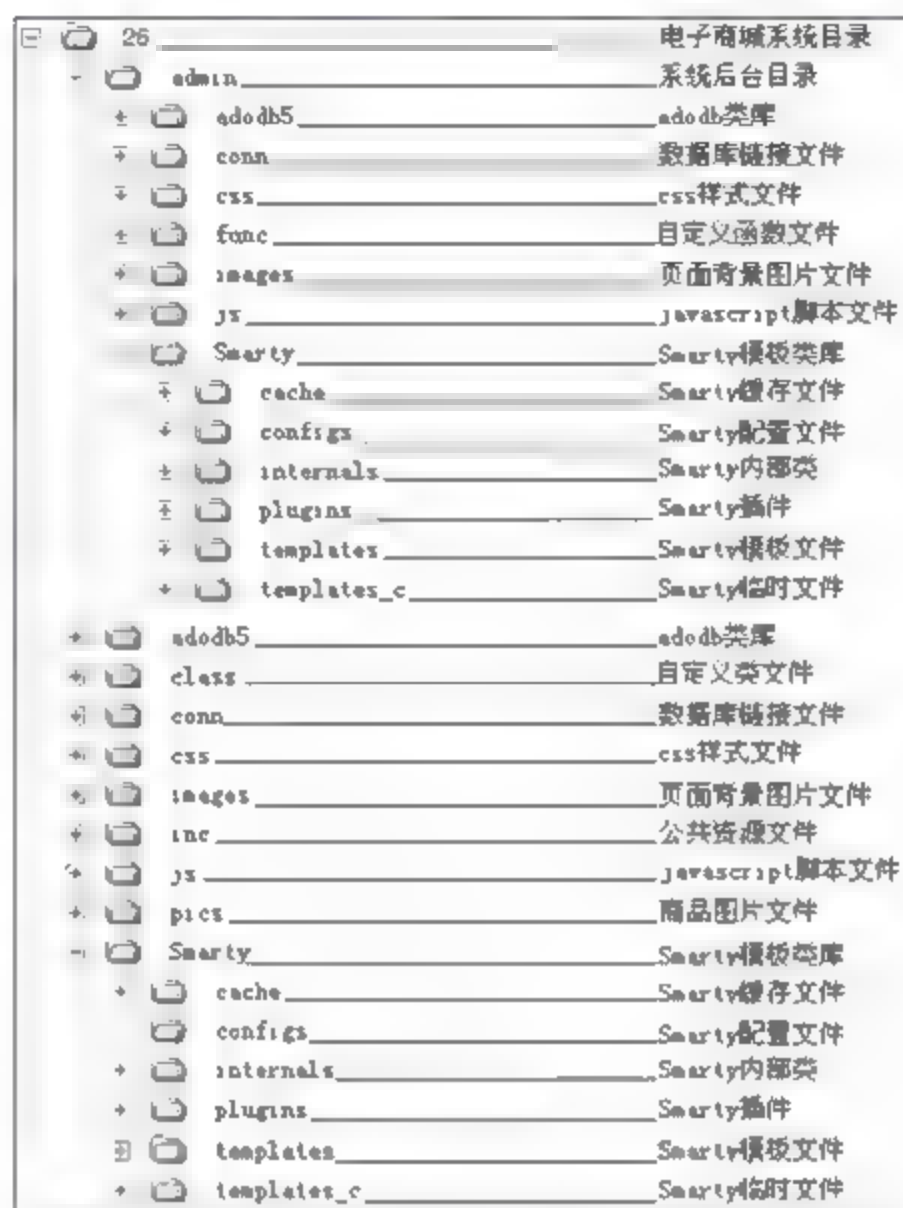 26 电子商城系统目录
admin 系统后台目录
adodb5 adodb类库
conn 数据库链接文件
css css样式文件
func 自定义函数文件
images 页面背景图片文件
js javascript脚本文件
Smarty Smarty模板类库
cache Smarty缓存文件
configs Smarty配置文件
internals Smarty内部类
plugins Smarty插件
templates Smarty模板文件
templates_c Smarty临时文件
adodb5 adodb类库
class 自定义类文件
conn 数据库链接文件
css css样式文件
images 页面背景图片文件
inc 公共资源文件
js javascript脚本文件
pics 商品图片文件
Smarty Smarty模板类库
cache Smarty缓存文件
configs Smarty配置文件
internals Smarty内部类
plugins Smarty插件
templates Smarty模板文件
templates_c Smarty临时文件